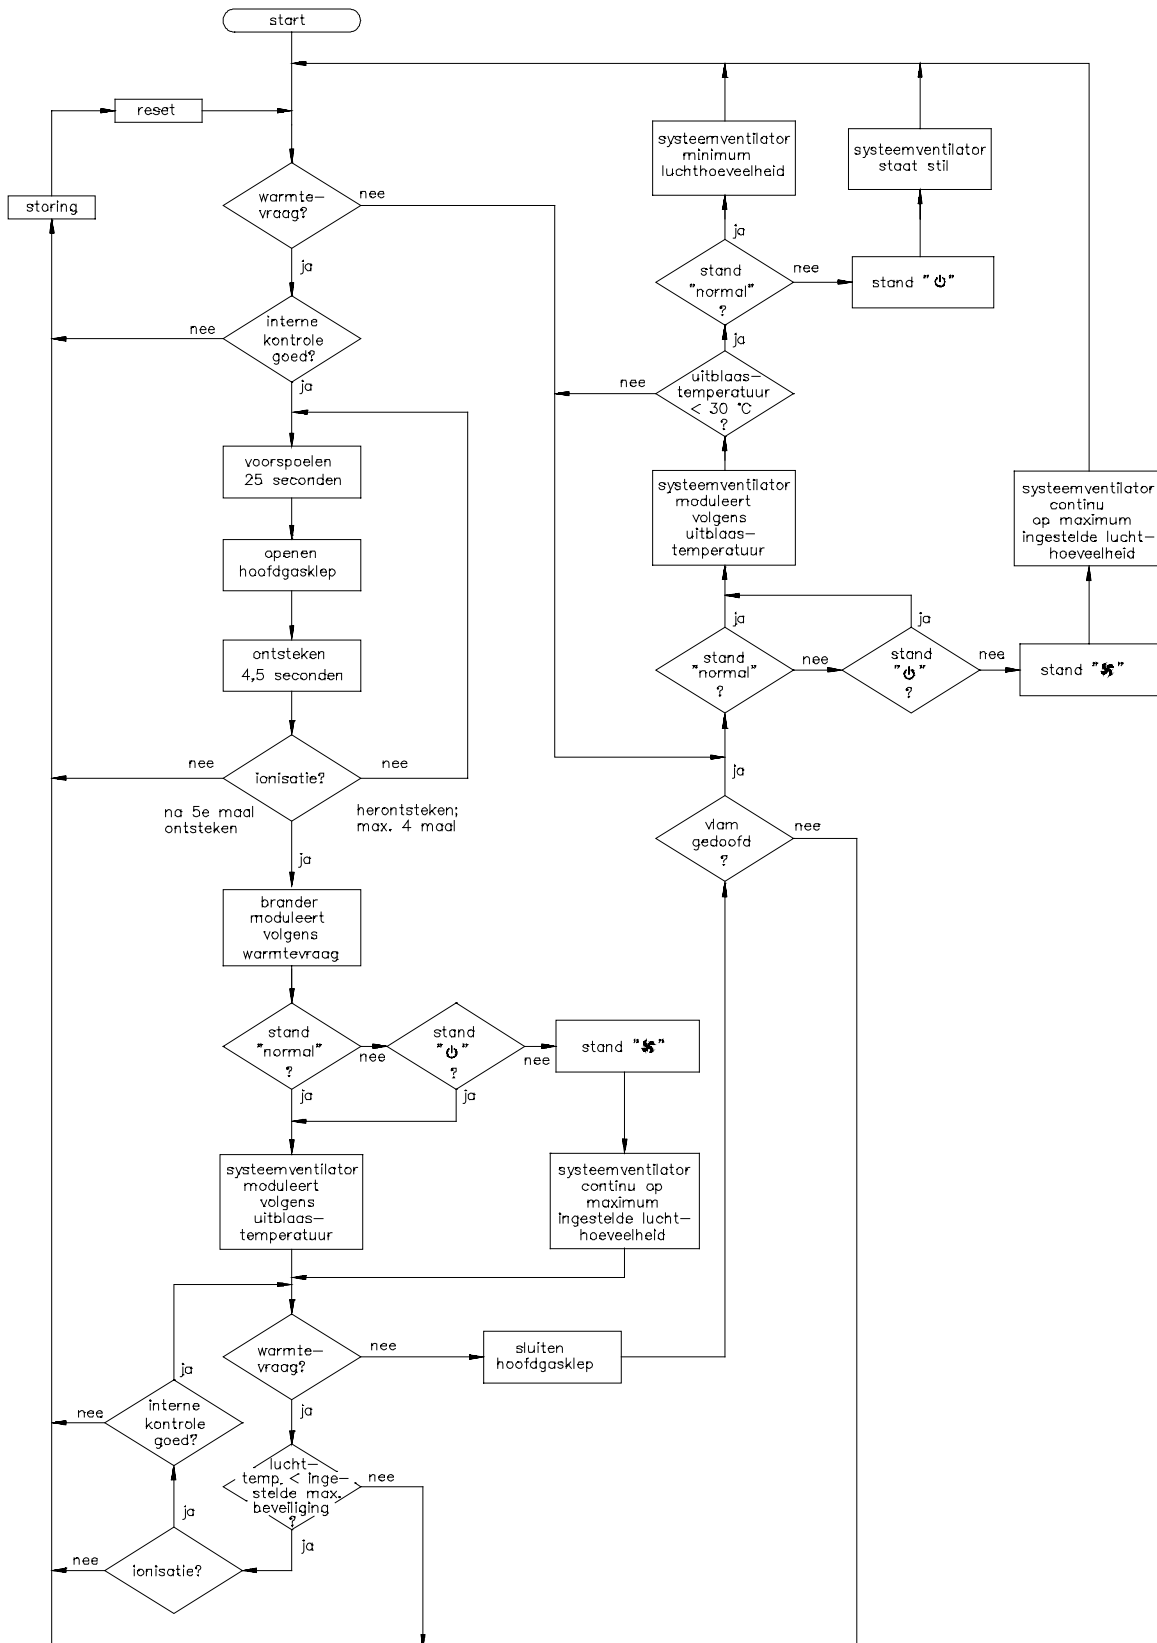 start
reset
storing
warmte-
vraag?
nee
ja
interne
kontrole
goed?
nee
ja
voorspoelen
25 seconden
openen
hoofdgasklep
ontsteken
4,5 seconden
ionisatie?
nee
nee
na 5e maal
ontsteken
herontsteken;
max. 4 maal
ja
brander
moduleert
volgens
warmtevraag
stand
"normal"
?
nee
ja
stand
"⏻"
?
nee
ja
stand " "
systeemventilator
moduleert
volgens
uitblaas-
temperatuur
systeemventilator
continu op
maximum
ingestelde lucht-
hoeveelheid
warmte-
vraag?
nee
ja
sluiten
hoofdgasklep
ja
interne
kontrole
goed?
nee
ja
ionisatie?
nee
lucht-
temp. < inge-
stelde max.
beveiliging
?
nee
ja
systeemventilator
minimum
luchthoeveelheid
systeemventilator
staat stil
ja
stand
"normal"
?
nee
stand "⏻"
ja
uitblaas-
temperatuur
< 30 °C
?
nee
systeemventilator
moduleert
volgens
uitblaas-
temperatuur
systeemventilator
continu
op maximum
ingestelde lucht-
hoeveelheid
ja
stand
"normal"
?
nee
ja
stand
"⏻"
?
nee
stand " "
ja
vlam
gedoofd
?
nee